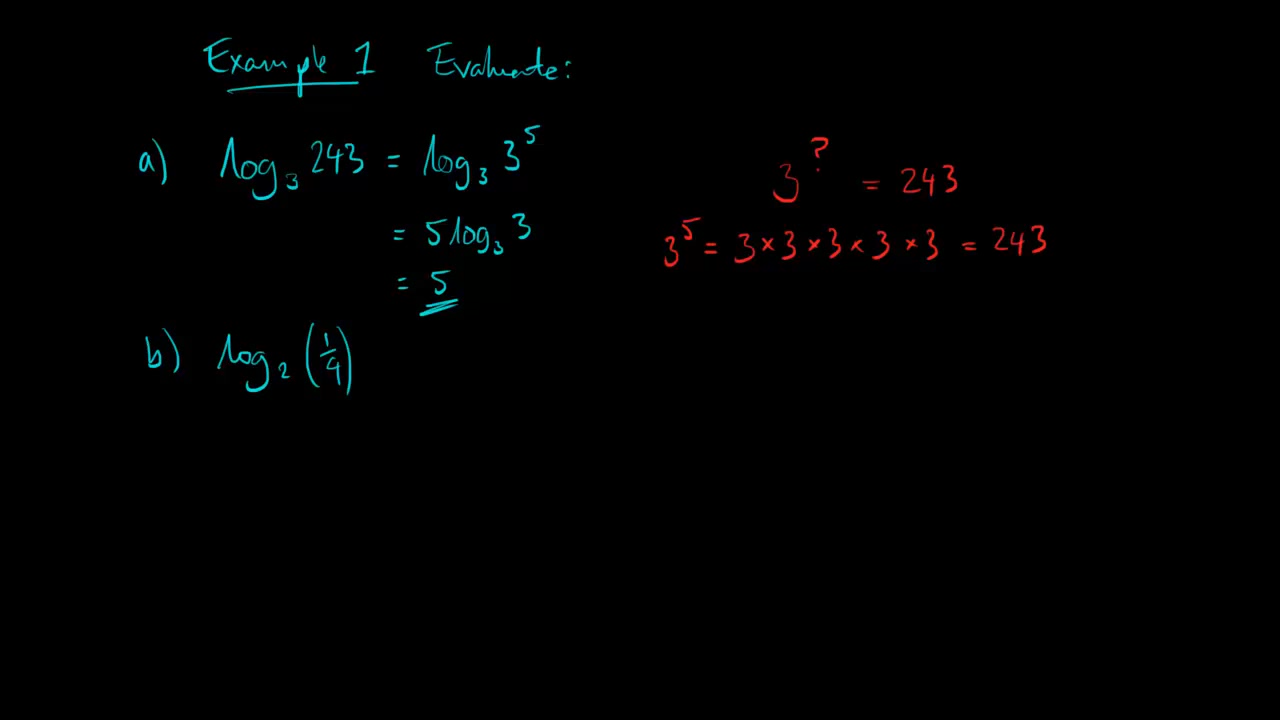 Example 1 Evaluate:
a) log₃ 243 = log₃ 3⁵
= 5 log₃ 3
= 5
3^? = 243
3⁵ = 3 × 3 × 3 × 3 × 3 = 243
b) log₂ (1/4)